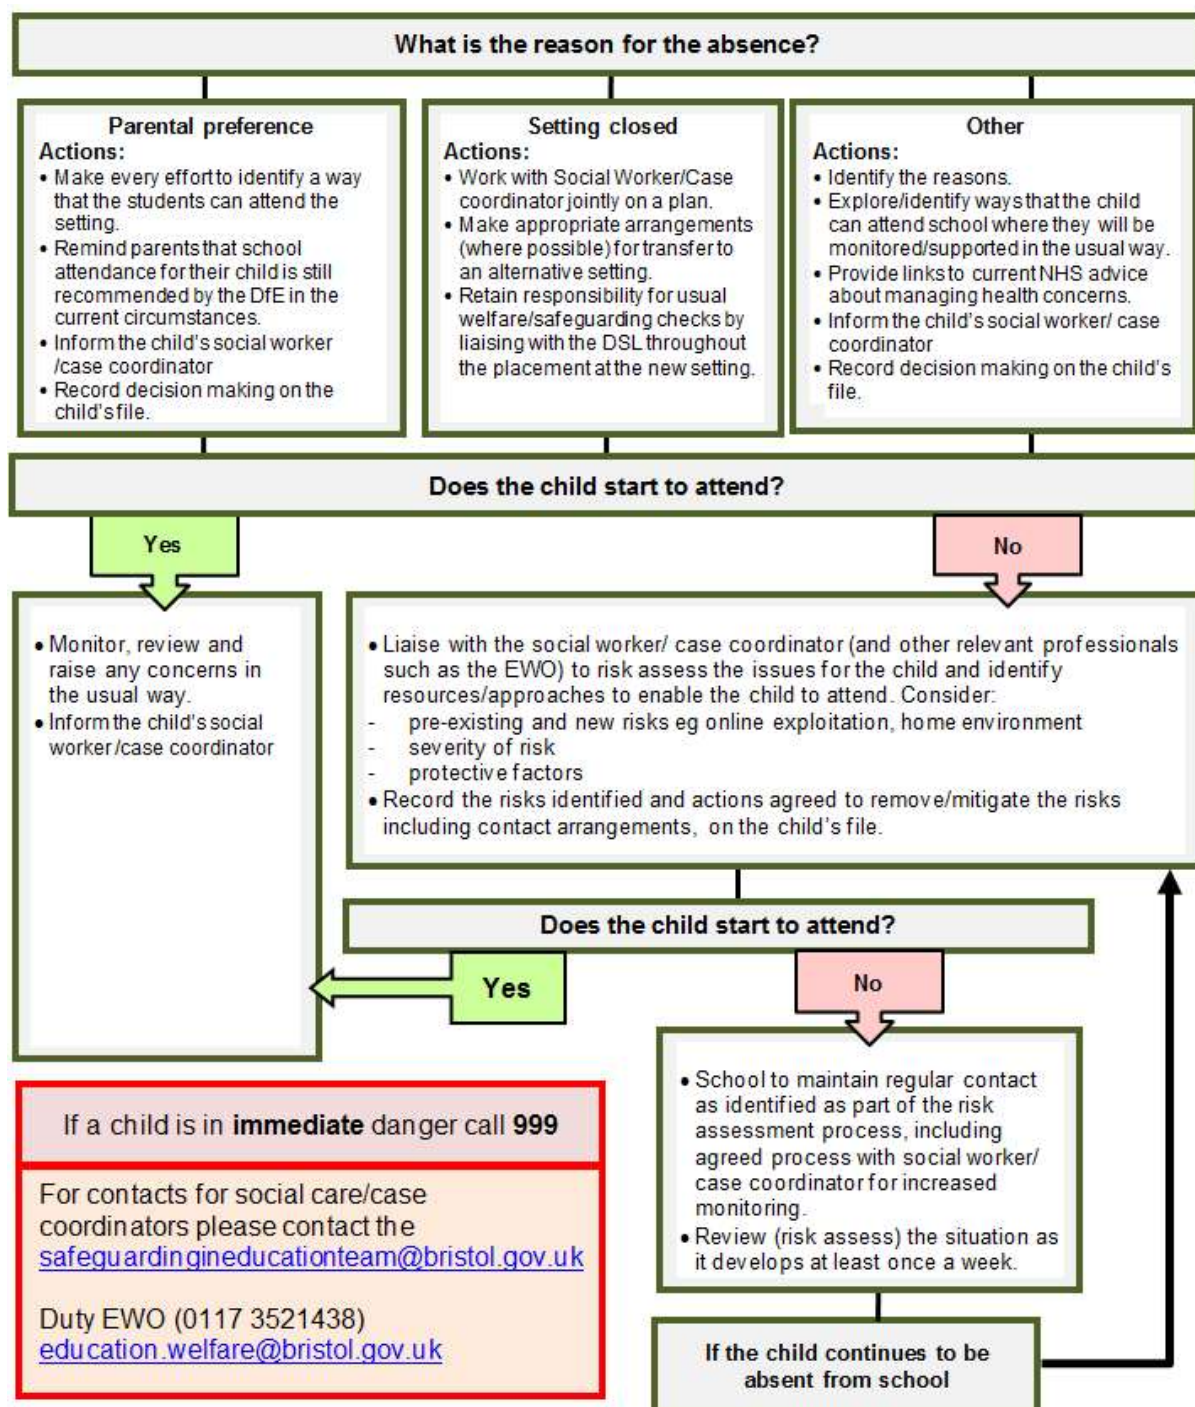 What is the reason for the absence?
Parental preference
Actions:
• Make every effort to identify a way
that the students can attend the
setting.
• Remind parents that school
attendance for their child is still
recommended by the DfE in the
current circumstances.
• Inform the child's social worker
/case coordinator
• Record decision making on the
child's file.
Setting closed
Actions:
• Work with Social Worker/Case
coordinator jointly on a plan.
• Make appropriate arrangements
(where possible) for transfer to
an alternative setting.
• Retain responsibility for usual
welfare/safeguarding checks by
liaising with the DSL throughout
the placement at the new setting.
Other
Actions:
• Identify the reasons.
• Explore/identify ways that the child
can attend school where they will be
monitored/supported in the usual way.
• Provide links to current NHS advice
about managing health concerns.
• Inform the child's social worker/ case
coordinator
• Record decision making on the child's
file.
Does the child start to attend?
Yes
No
• Monitor, review and
raise any concerns in
the usual way.
• Inform the child's social
worker/case coordinator
• Liaise with the social worker/ case coordinator (and other relevant professionals
such as the EWO) to risk assess the issues for the child and identify
resources/approaches to enable the child to attend. Consider:
- pre-existing and new risks eg online exploitation, home environment
- severity of risk
- protective factors
• Record the risks identified and actions agreed to remove/mitigate the risks
including contact arrangements, on the child's file.
Does the child start to attend?
Yes
No
• School to maintain regular contact
as identified as part of the risk
assessment process, including
agreed process with social worker/
case coordinator for increased
monitoring.
• Review (risk assess) the situation as
it develops at least once a week.
If the child continues to be
absent from school
If a child is in immediate danger call 999
For contacts for social care/case
coordinators please contact the
safeguardingineducationteam@bristol.gov.uk
Duty EWO (0117 3521438)
education.welfare@bristol.gov.uk